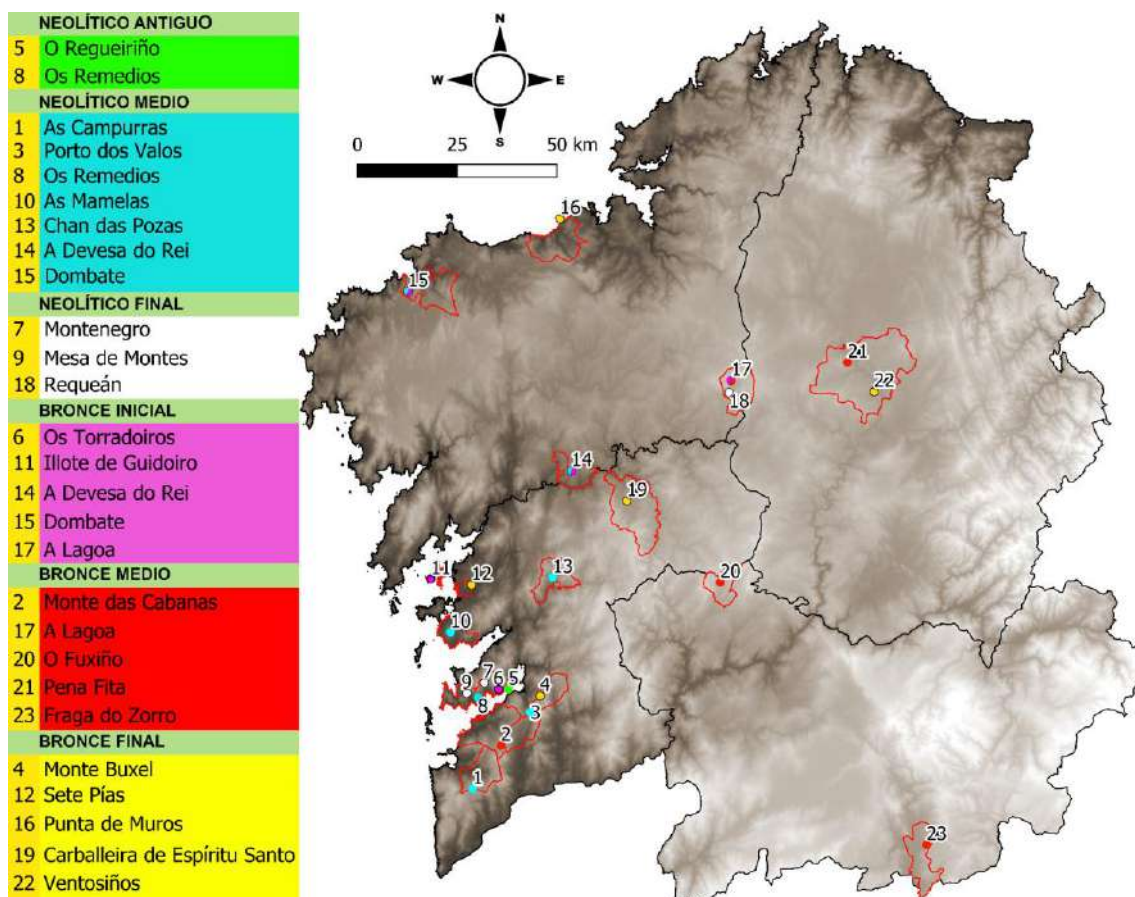 NEOLÍTICO ANTIGUO
5 O Regueiriño
8 Os Remedios
NEOLÍTICO MEDIO
1 As Campurras
3 Porto dos Valos
8 Os Remedios
10 As Mamelas
13 Chan das Pozas
14 A Devesa do Rei
15 Dombate
NEOLÍTICO FINAL
7 Montenegro
9 Mesa de Montes
18 Requeán
BRONCE INICIAL
6 Os Torradoiros
11 Illote de Guidoiro
14 A Devesa do Rei
15 Dombate
17 A Lagoa
BRONCE MEDIO
2 Monte das Cabanas
17 A Lagoa
20 O Fuxiño
21 Pena Fita
23 Fraga do Zorro
BRONCE FINAL
4 Monte Buxel
12 Sete Pías
16 Punta de Muros
19 Carballeira de Espíritu Santo
22 Ventosiños
N
W E
S
0 25 50 km
16
15
21
17
22
18
14
19
11
12
13
20
10
7
6
5
9
8
4
3
2
1
23